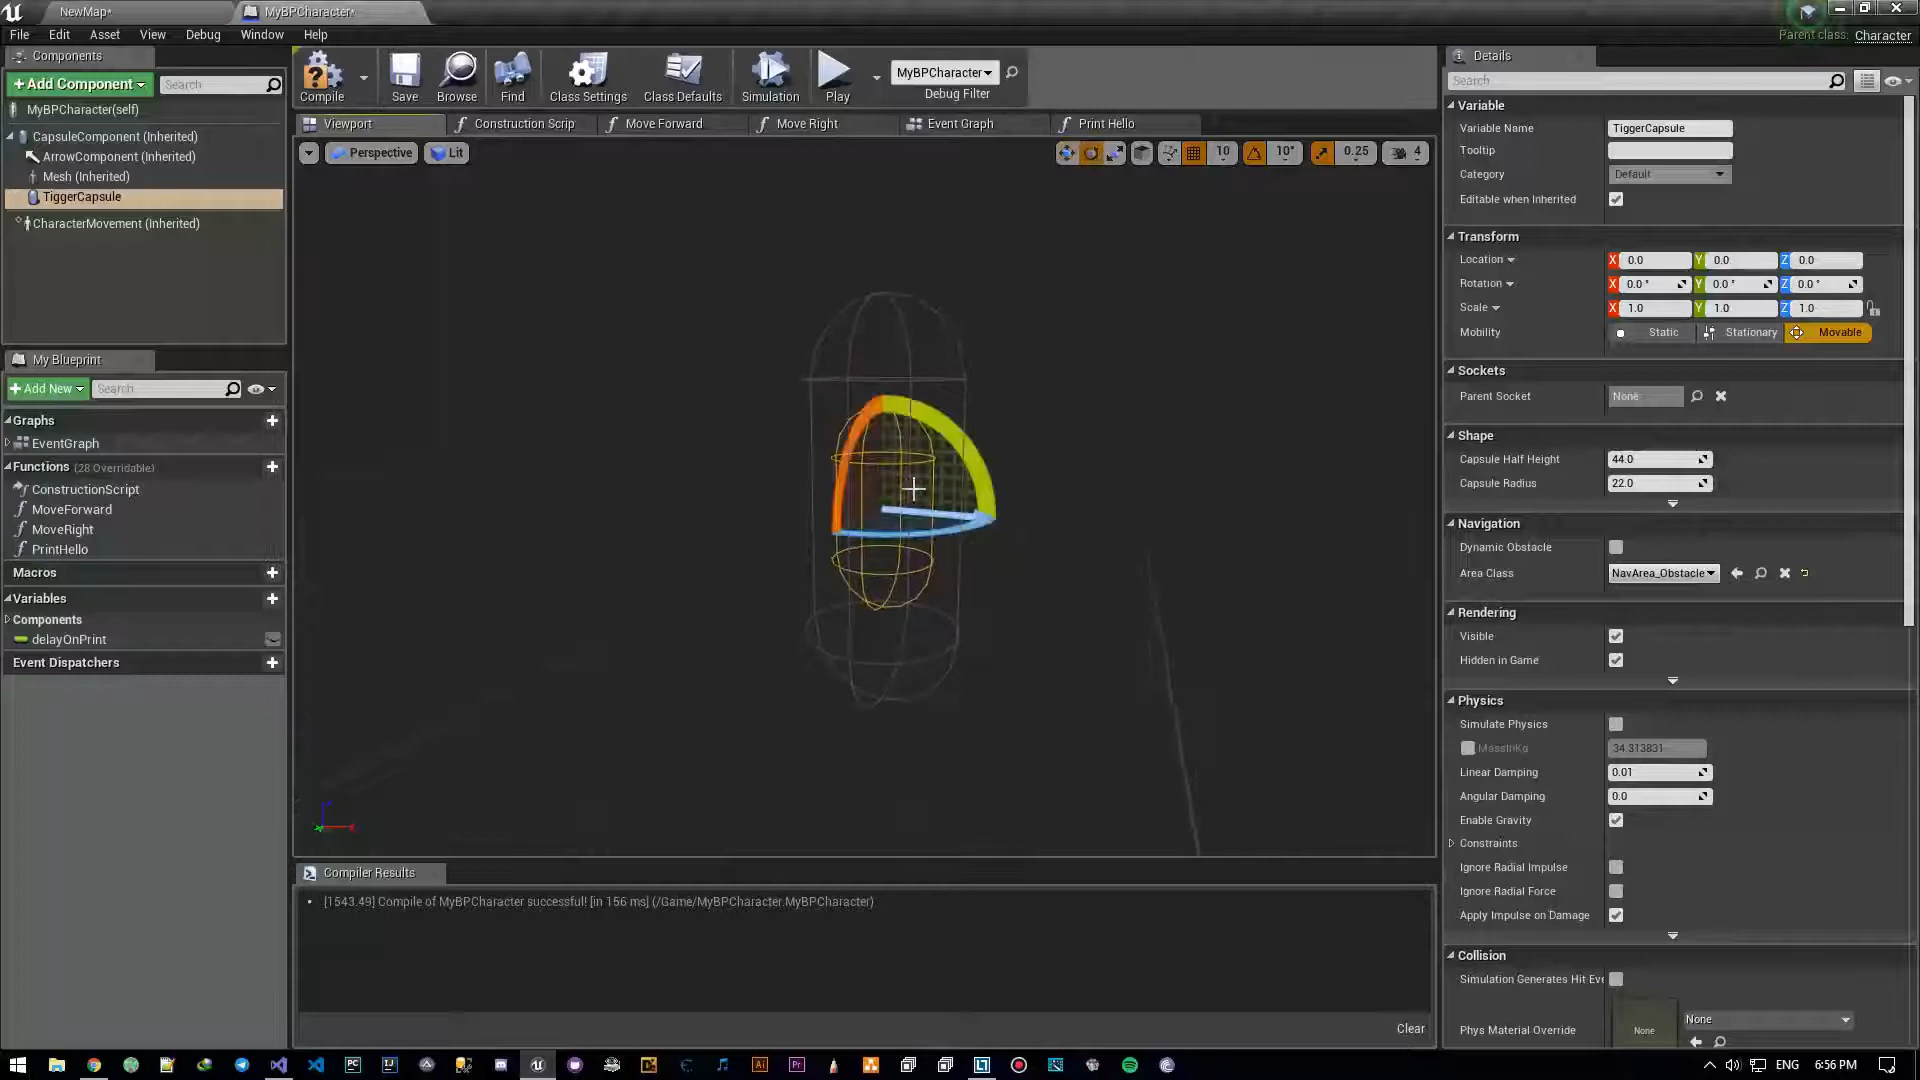 NewMap*
MyBPCharacter*
File Edit Asset View Debug Window Help
Parent class: Character
Components
+Add Component Search
MyBPCharacter(self)
CapsuleComponent (Inherited)
ArrowComponent (Inherited)
Mesh (Inherited)
TiggerCapsule
CharacterMovement (Inherited)
My Blueprint
+Add New Search
Graphs
EventGraph
Functions (28 Overridable)
ConstructionScript
MoveForward
MoveRight
PrintHello
Macros
Variables
Components
delayOnPrint
Event Dispatchers
Compile Save Browse Find Class Settings Class Defaults Simulation Play
MyBPCharacter
Debug Filter
Viewport Construction Scrip Move Forward Move Right Event Graph Print Hello
Perspective Lit 10 10° 0.25 4
Compiler Results
[1543.49] Compile of MyBPCharacter successful! [in 156 ms] (/Game/MyBPCharacter.MyBPCharacter)
Clear
Details
Search
Variable
Variable Name TiggerCapsule
Tooltip
Category Default
Editable when Inherited
Transform
Location X 0.0 Y 0.0 Z 0.0
Rotation X 0.0 ° Y 0.0 ° Z 0.0 °
Scale X 1.0 Y 1.0 Z 1.0
Mobility Static Stationary Movable
Sockets
Parent Socket None
Shape
Capsule Half Height 44.0
Capsule Radius 22.0
Navigation
Dynamic Obstacle
Area Class NavArea_Obstacle
Rendering
Visible
Hidden in Game
Physics
Simulate Physics
MassInKg 34.313831
Linear Damping 0.01
Angular Damping 0.0
Enable Gravity
Constraints
Ignore Radial Impulse
Ignore Radial Force
Apply Impulse on Damage
Collision
Simulation Generates Hit Eve
Phys Material Override None None
ENG 6:56 PM